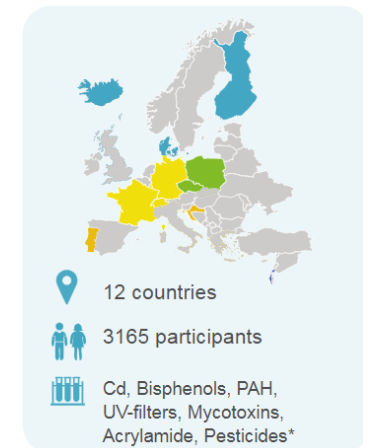 12 countries
3165 participants
Cd, Bisphenols, PAH,
UV-filters, Mycotoxins,
Acrylamide, Pesticides*